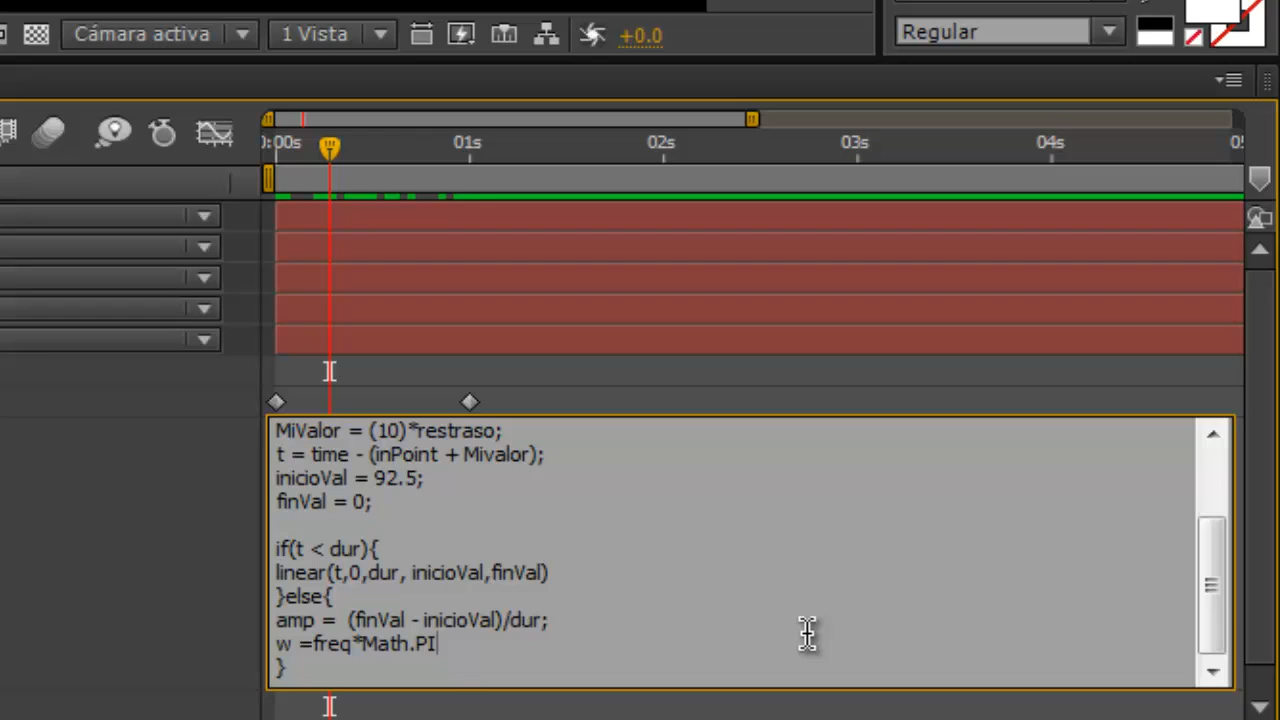 Cámara activa
1 Vista
+0.0
Regular
:00s
01s
02s
03s
04s
MiValor = (10)*restraso;
t = time - (inPoint + Mivalor);
inicioVal = 92.5;
finVal = 0;
if(t < dur){
linear(t,0,dur, inicioVal,finVal)
}else{
amp =  (finVal - inicioVal)/dur;
w =freq*Math.PI
}